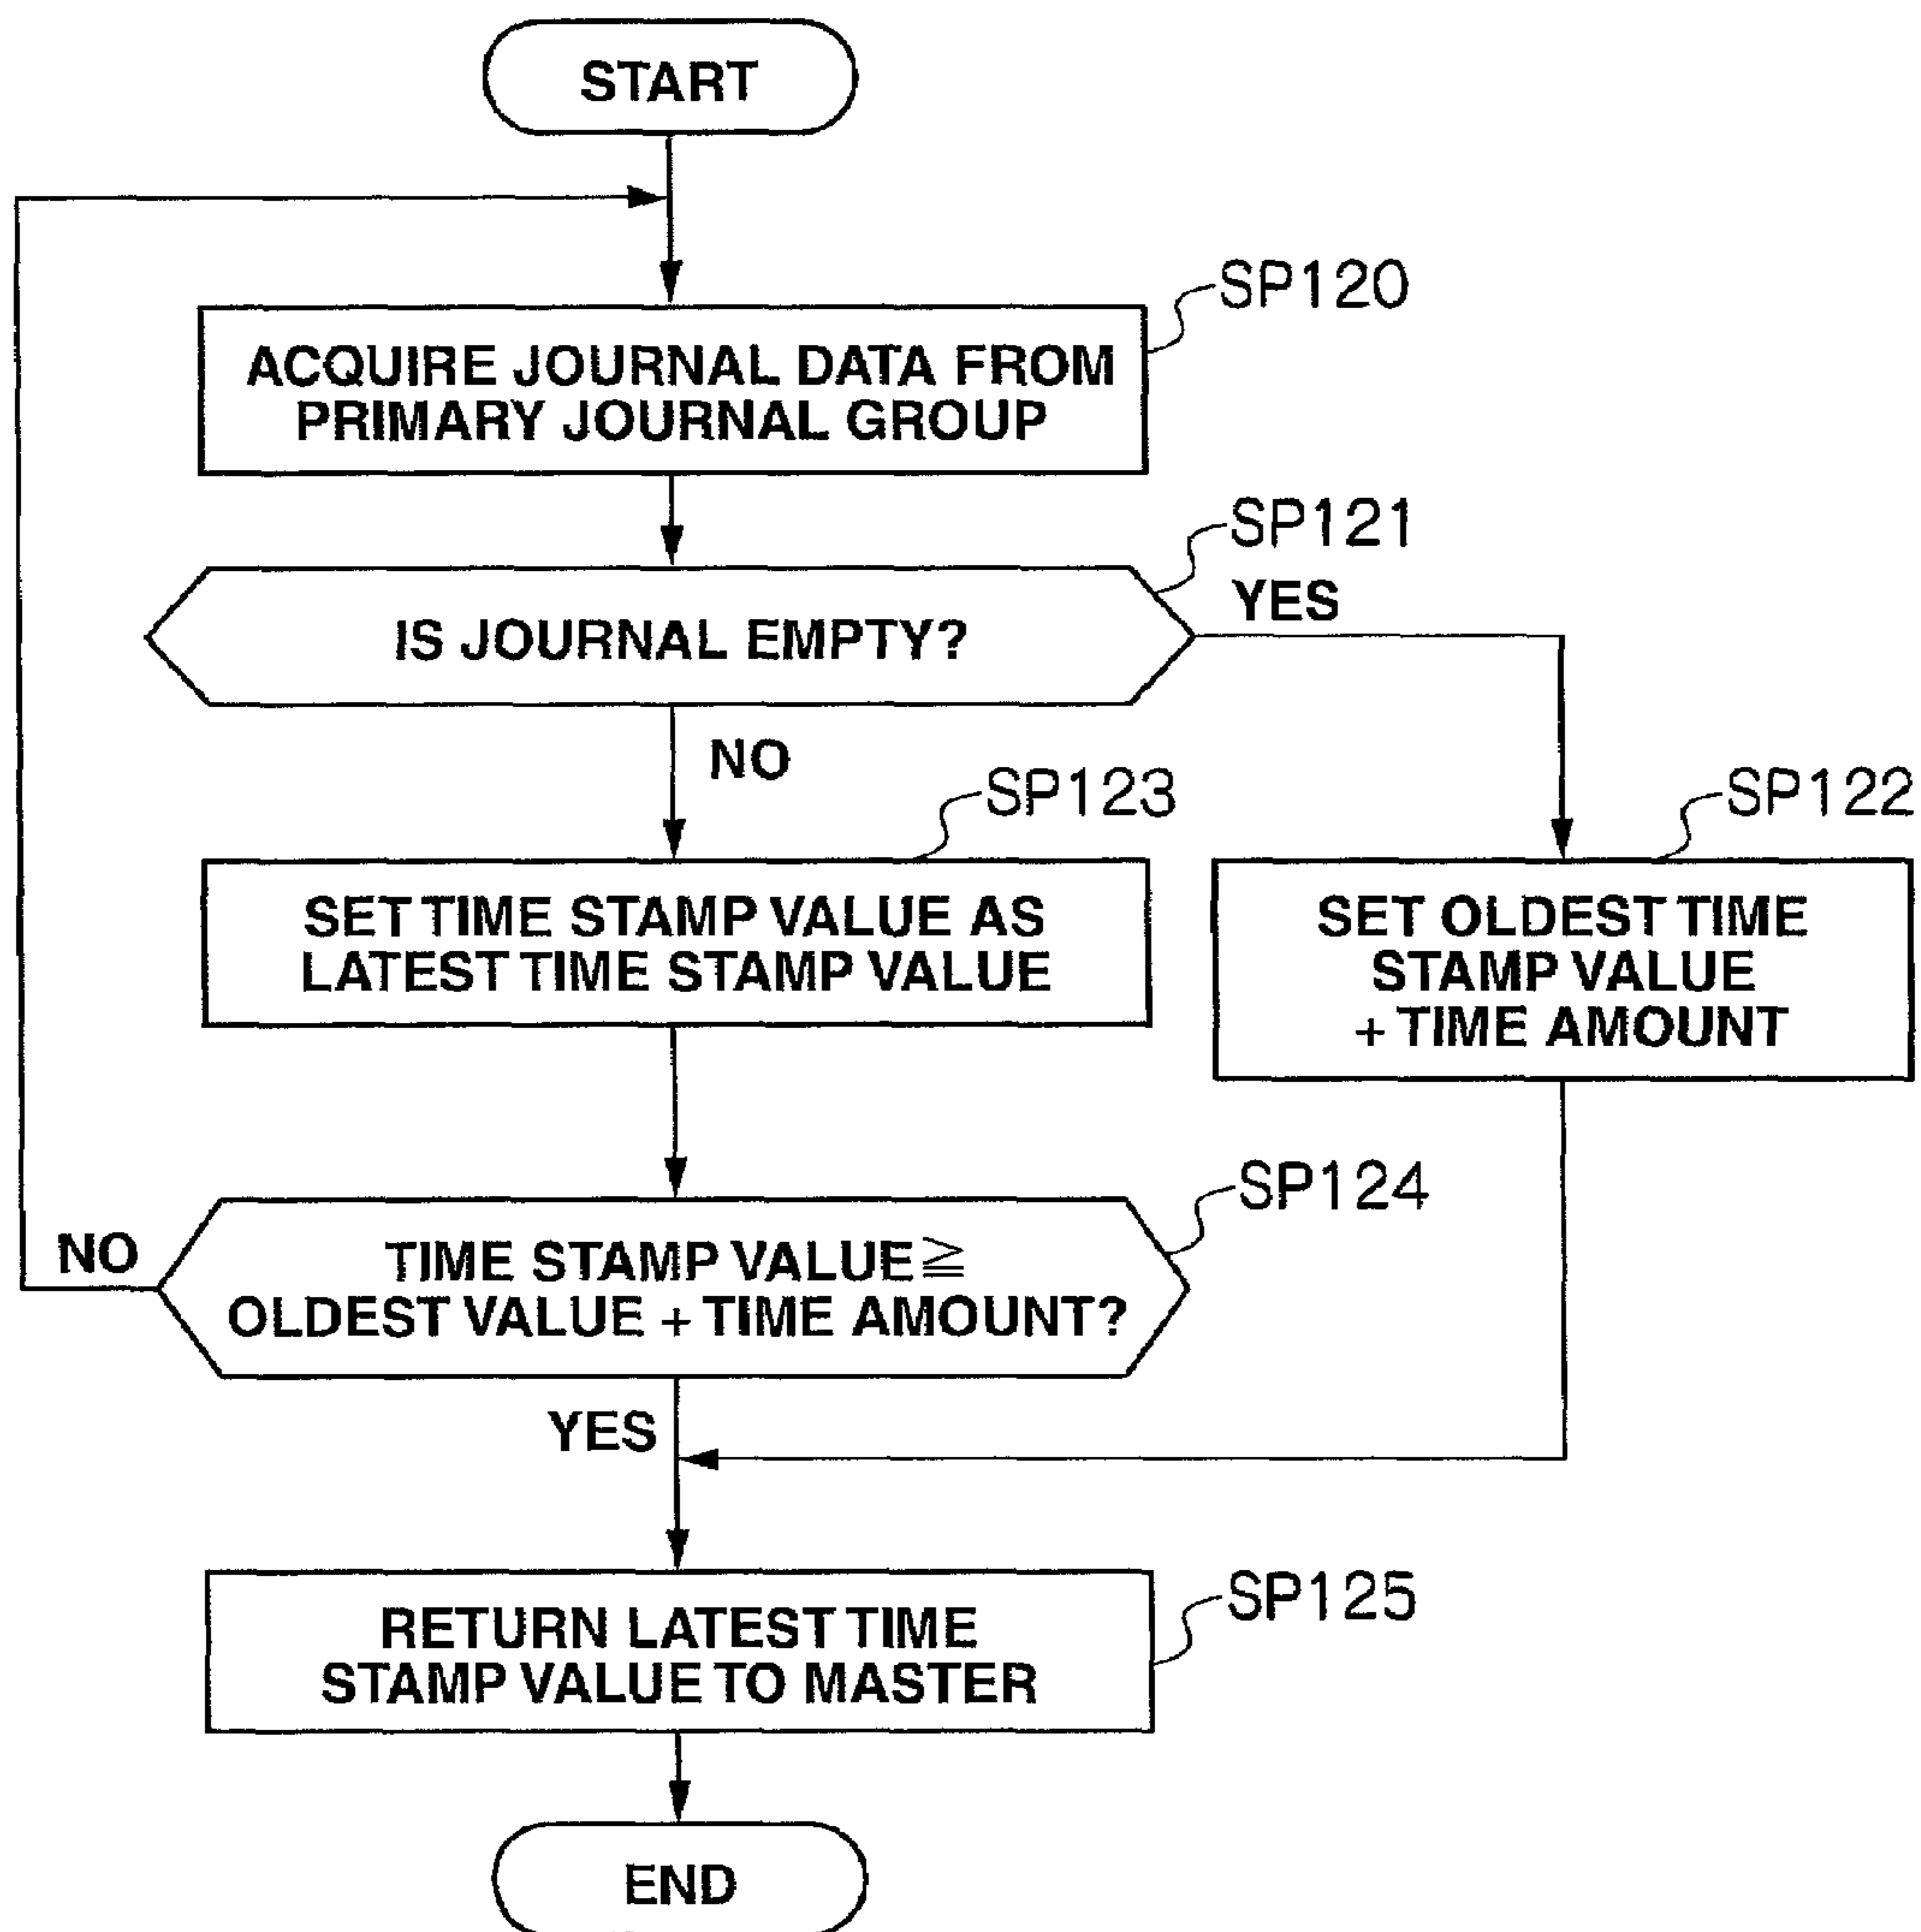 START
SP120
ACQUIRE JOURNAL DATA FROM
PRIMARY JOURNAL GROUP
SP121
YES
IS JOURNAL EMPTY?
NO
SP123
SP122
SET TIME STAMP VALUE AS
LATEST TIME STAMP VALUE
SET OLDEST TIME
STAMP VALUE
+ TIME AMOUNT
SP124
NO
TIME STAMP VALUE ≧
OLDEST VALUE + TIME AMOUNT?
YES
SP125
RETURN LATEST TIME
STAMP VALUE TO MASTER
END